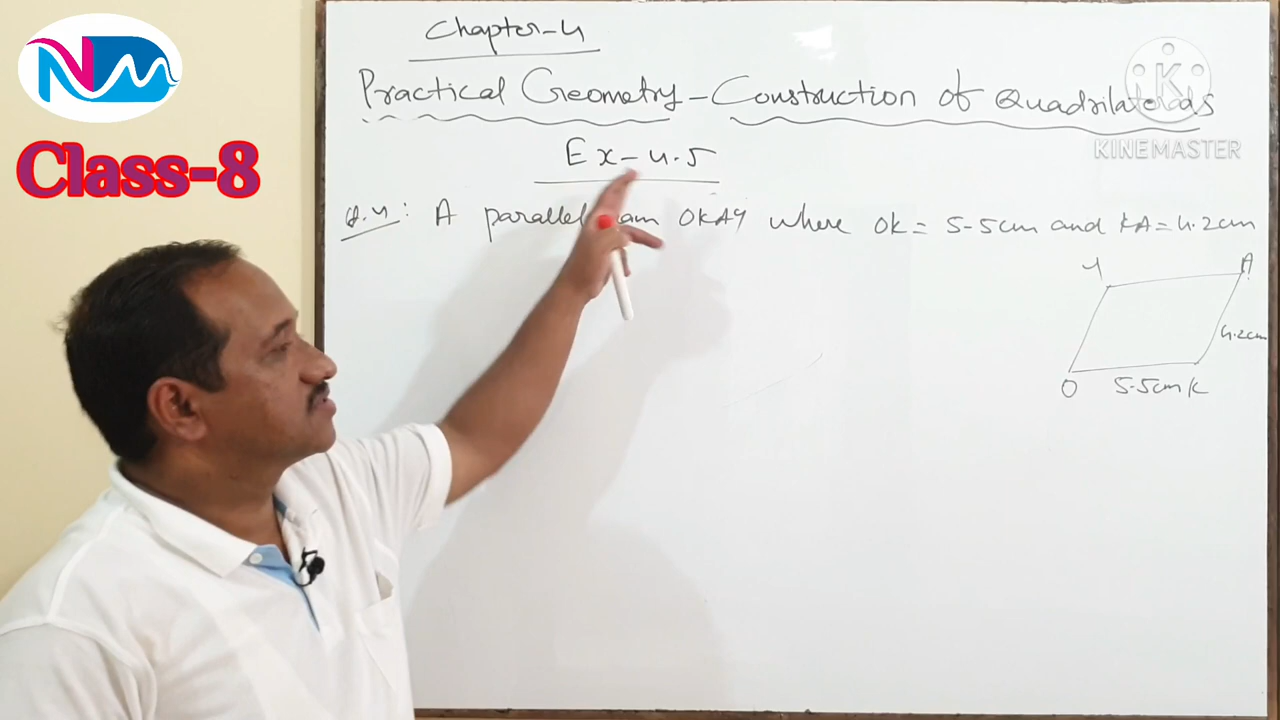 NDM
Class-8
Chapter-4
Practical Geometry - Construction of Quadrilaterals
K
KINEMASTER
Ex-4.5
Q.4: A parallel am OKAY where OK = 5.5cm and KA = 4.2cm
Y A
4.2cm
O 5.5cm K